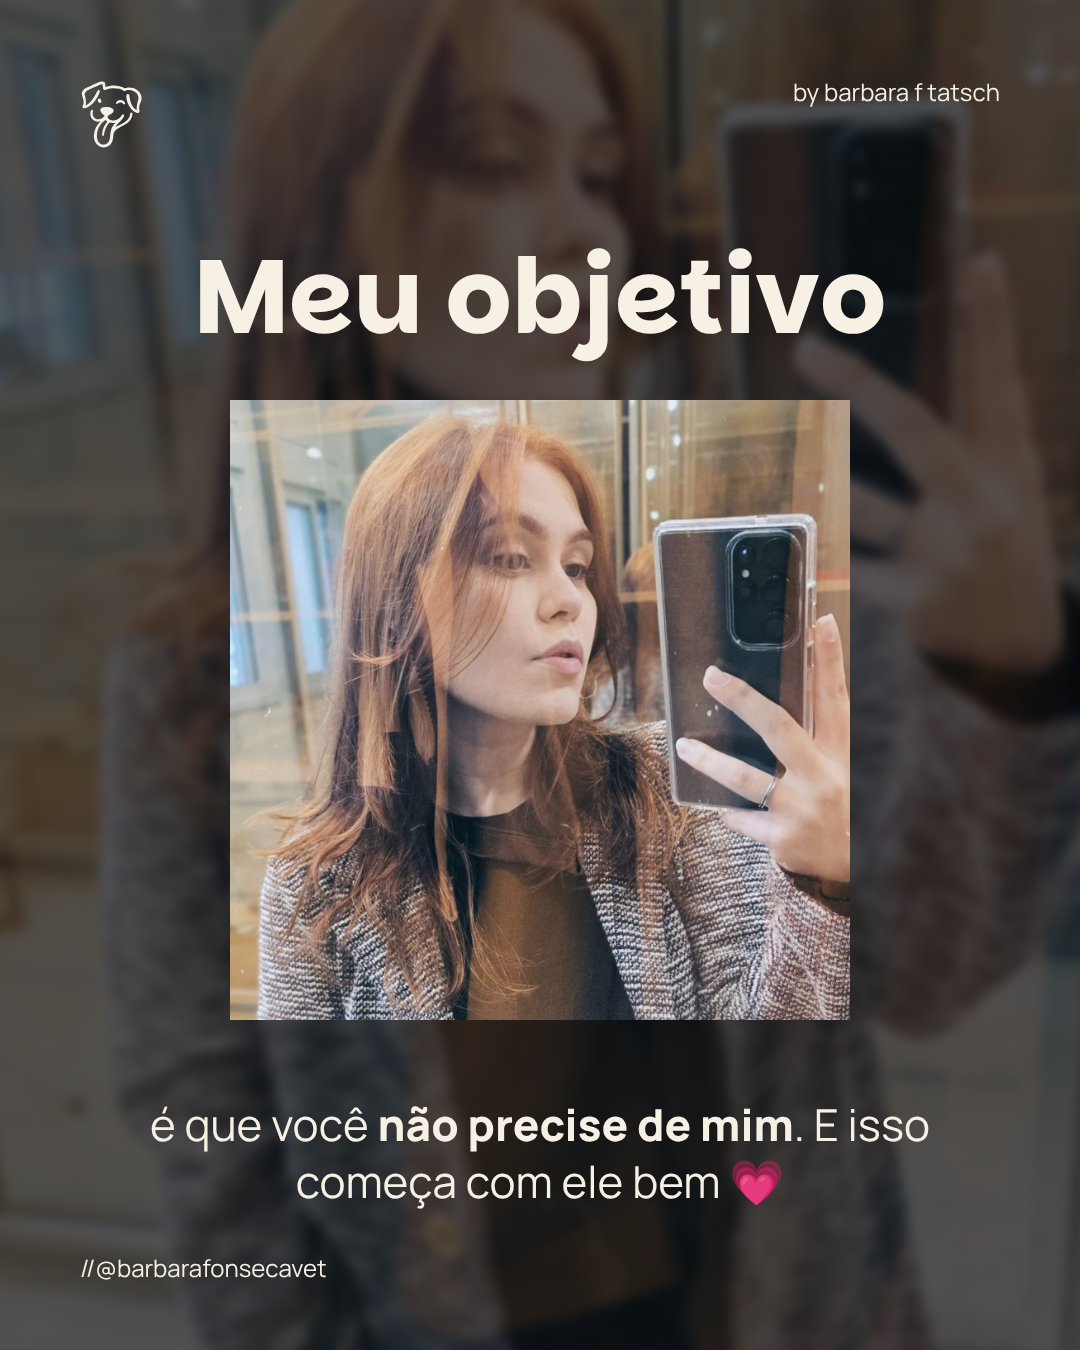 by barbara f tatsch
Meu objetivo
é que você não precise de mim. E isso
começa com ele bem 💗
//@barbarafonsecavet